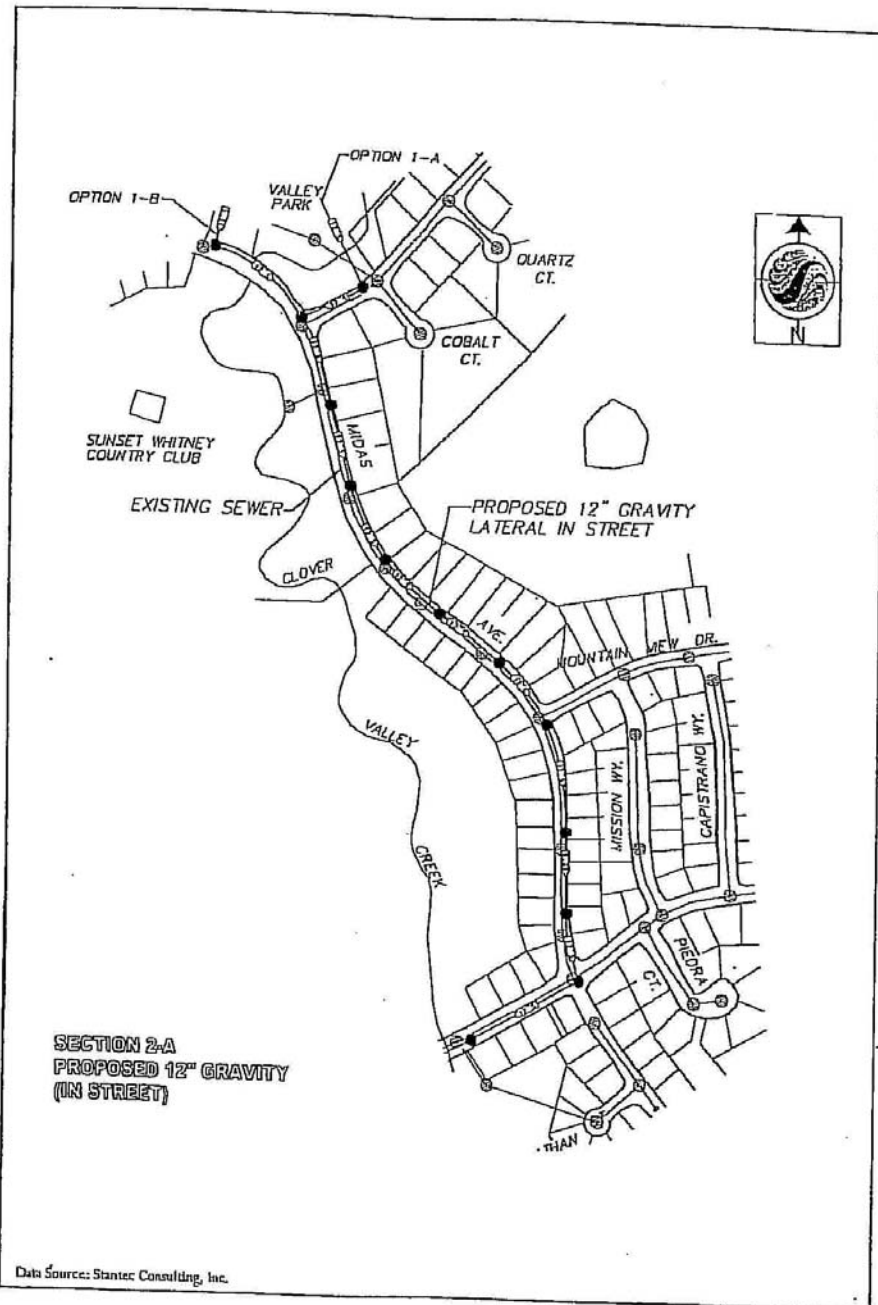 OPTION 1-A
OPTION 1-B
VALLEY
PARK
QUARTZ
CT.
COBALT
CT.
N
SUNSET WHITNEY
COUNTRY CLUB
MIDAS
EXISTING SEWER
PROPOSED 12" GRAVITY
LATERAL IN STREET
CLOVER
AVE.
MOUNTAIN VIEW DR.
VALLEY
MISSION WY.
CAPISTRANO WY.
CREEK
PIEDRA
CT.
SECTION 2-A
PROPOSED 12" GRAVITY
(IN STREET)
THAN
Data Source: Stantec Consulting, Inc.